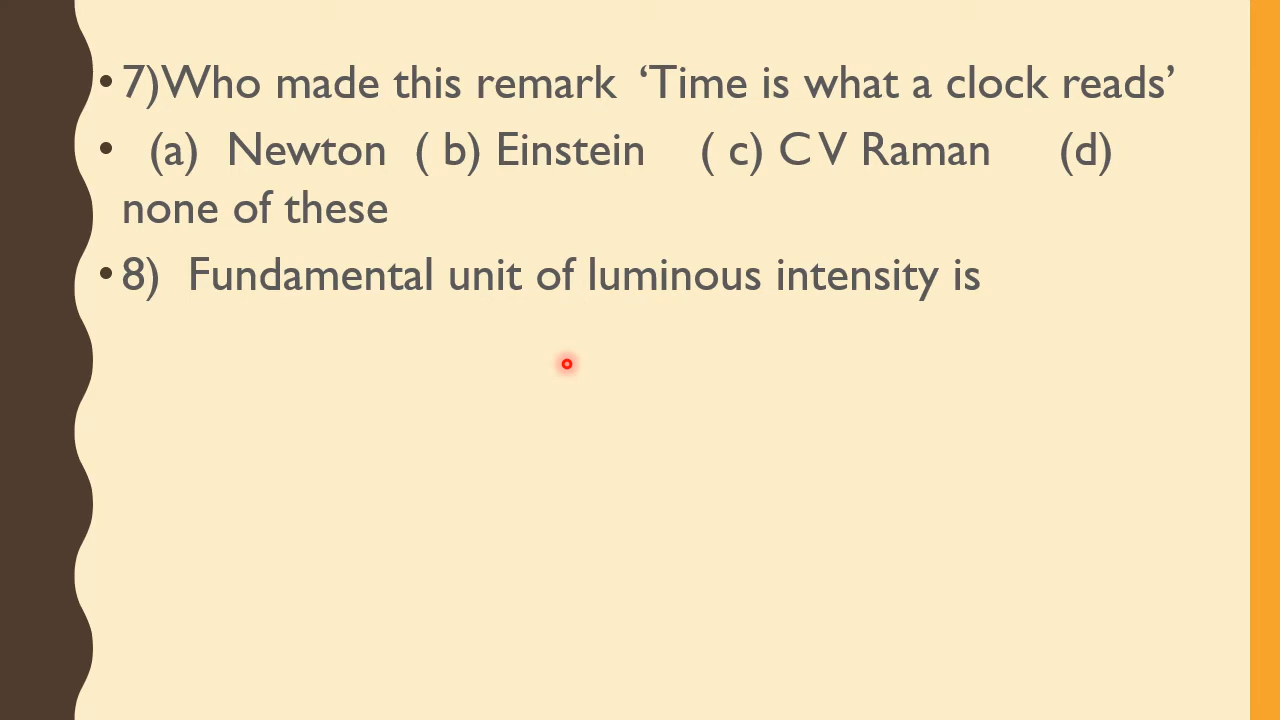 • 7)Who made this remark ‘Time is what a clock reads’
• (a) Newton ( b) Einstein ( c) C V Raman (d)
none of these
• 8) Fundamental unit of luminous intensity is